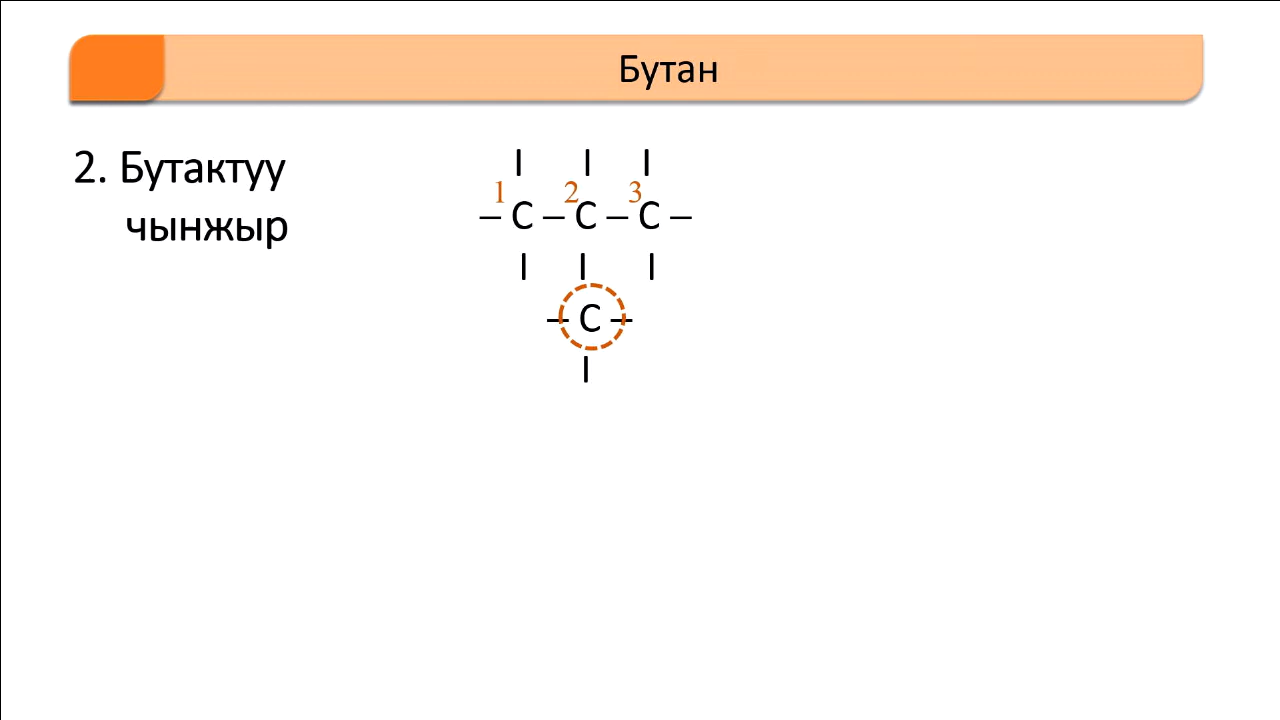 Бутан
2. Бутактуу
чынжыр
1 2 3
– C – C – C –
– C –